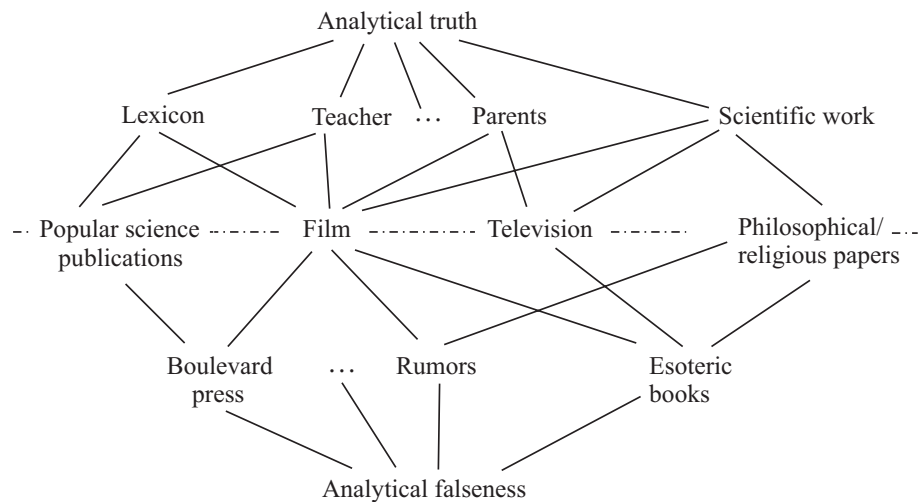 Analytical truth
Lexicon Teacher … Parents Scientific work
Popular science publications Film Television Philosophical/ religious papers
Boulevard press … Rumors Esoteric books
Analytical falseness